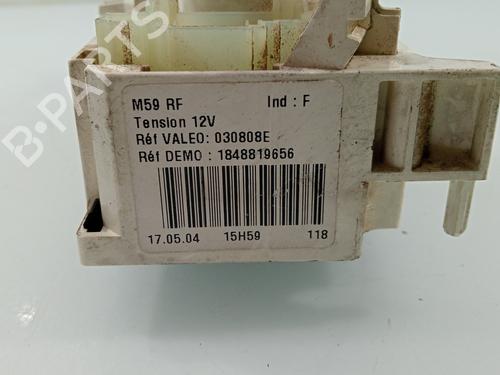 M59 RF Ind : F
Tension 12V
Réf VALEO: 030808E
Réf DEMO : 1848819656
17.05.04 15H59 118
B-PARTS